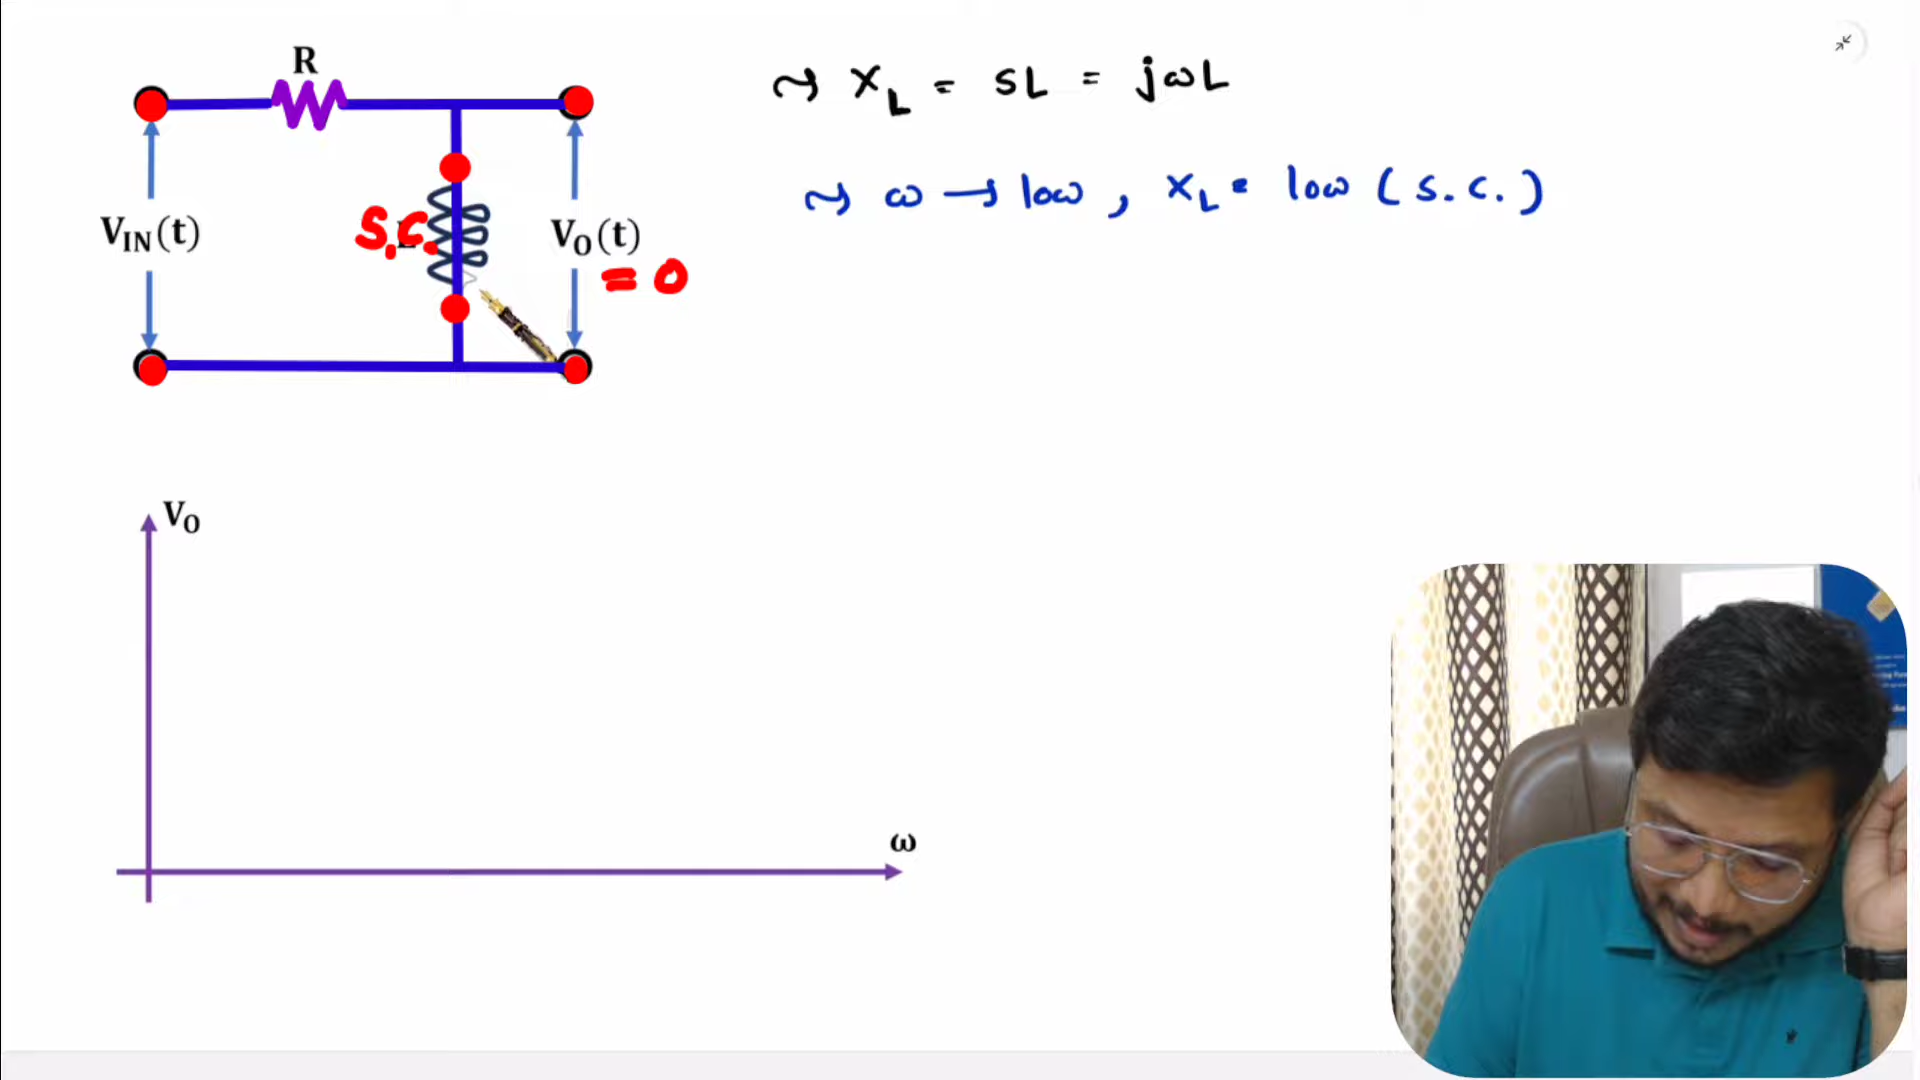 R
X_L = SL = jωL
ω → low, X_L = low (S.C.)
V_IN(t)
S.C.
V_O(t)
= 0
V_O
ω